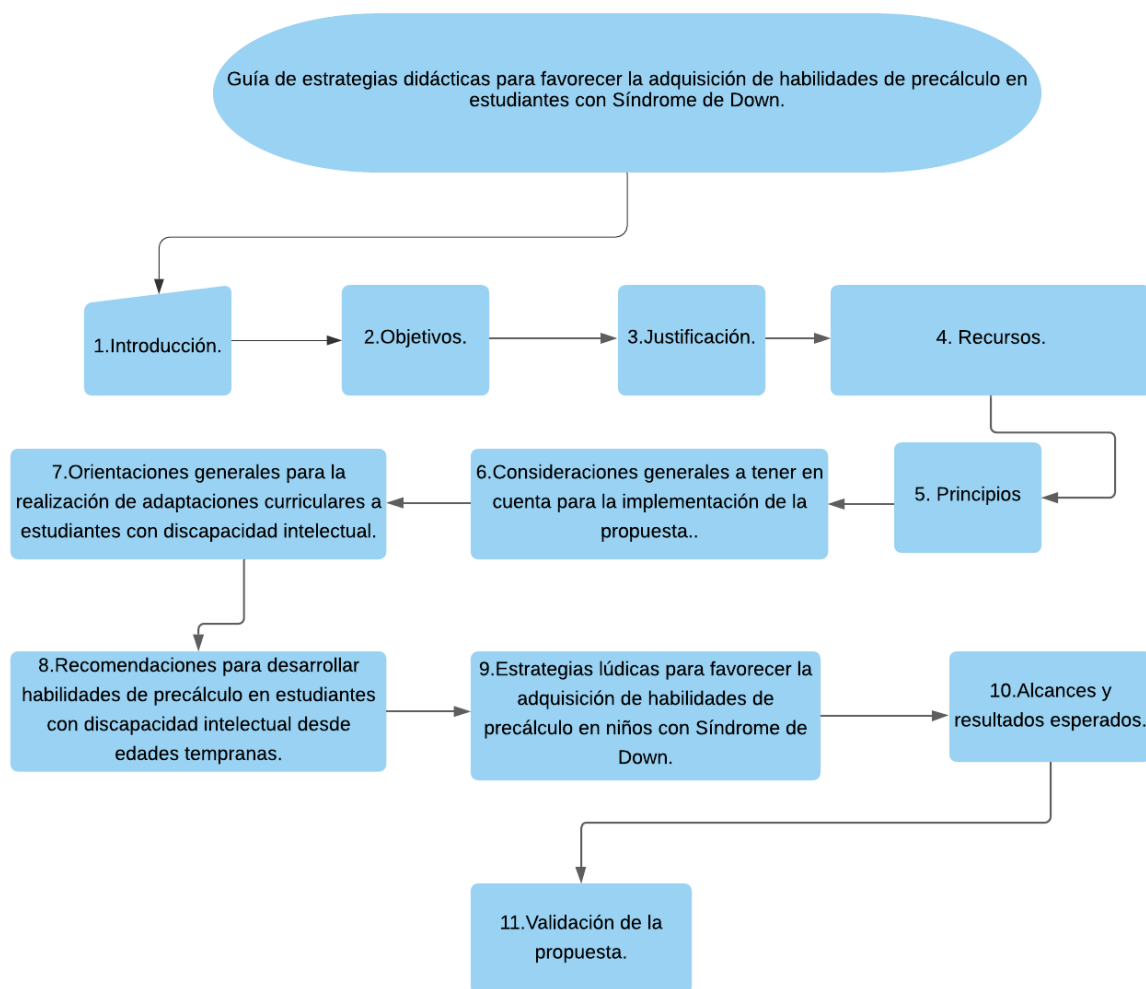 Guía de estrategias didácticas para favorecer la adquisición de habilidades de precálculo en
estudiantes con Síndrome de Down.
1.Introducción.
2.Objetivos.
3.Justificación.
4. Recursos.
5. Principios
6.Consideraciones generales a tener en
cuenta para la implementación de la
propuesta..
7.Orientaciones generales para la
realización de adaptaciones curriculares a
estudiantes con discapacidad intelectual.
8.Recomendaciones para desarrollar
habilidades de precálculo en estudiantes
con discapacidad intelectual desde
edades tempranas.
9.Estrategias lúdicas para favorecer la
adquisición de habilidades de
precálculo en niños con Síndrome de
Down.
10.Alcances y
resultados esperados.
11.Validación de la
propuesta.